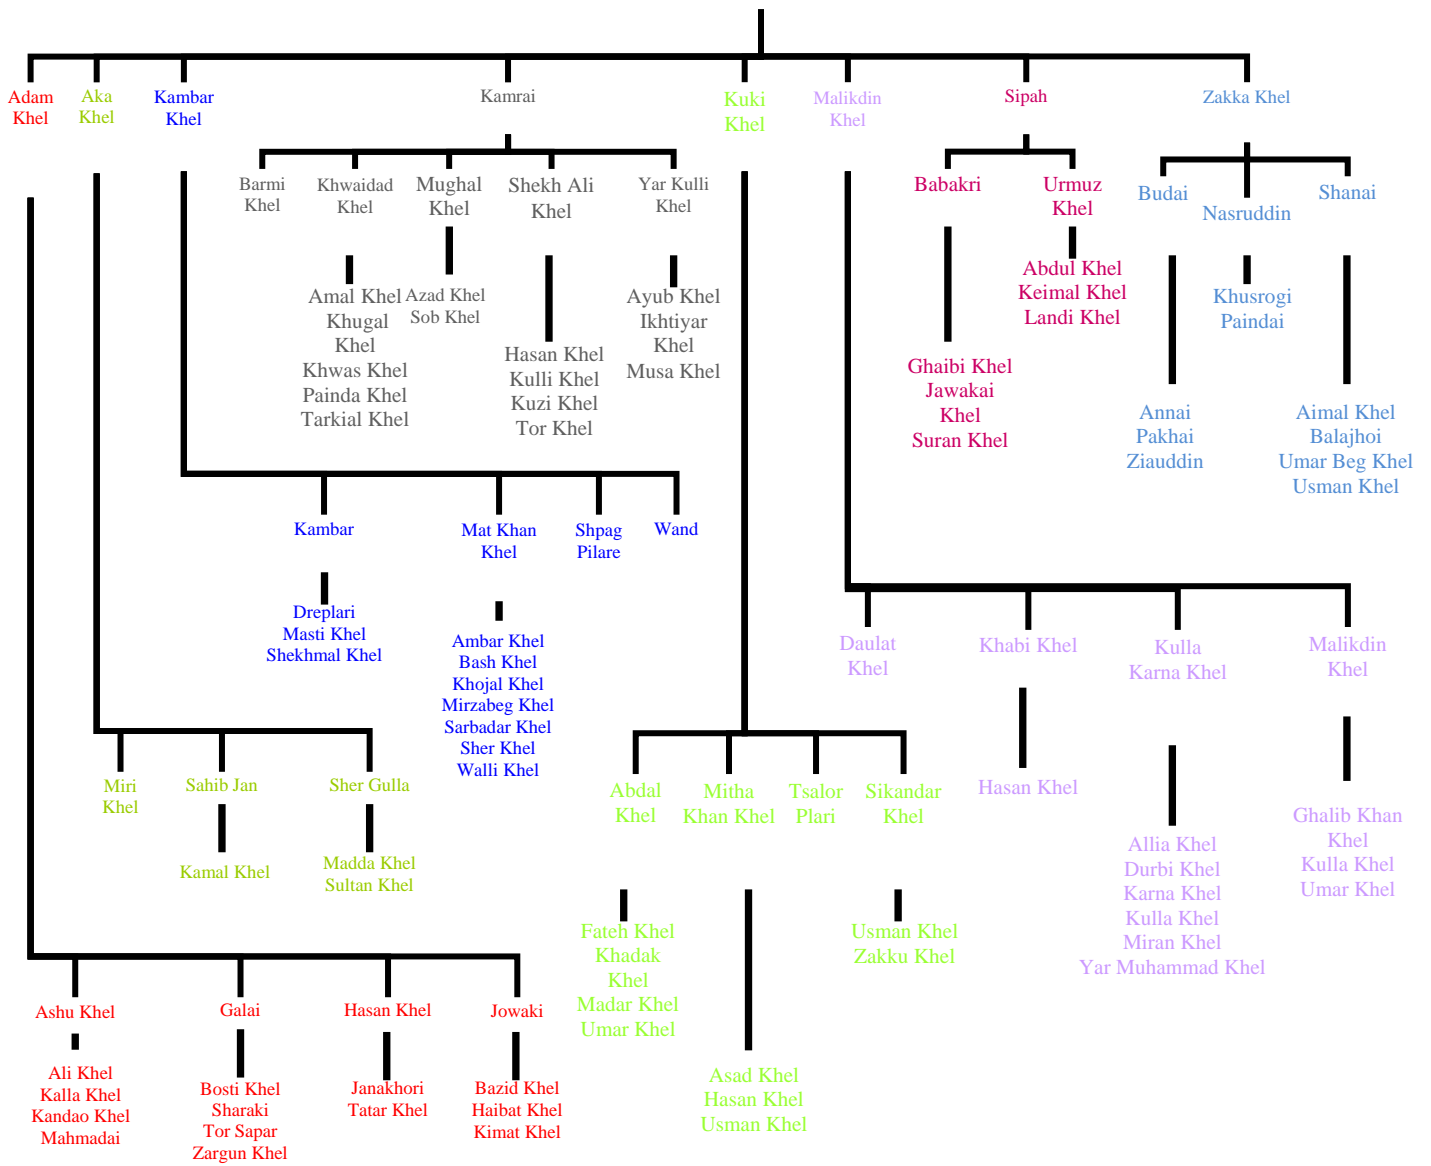 Adam
Khel
Aka
Khel
Kambar
Khel
Kamrai
Kuki
Khel
Malikdin
Khel
Sipah
Zakka Khel
Barmi
Khel
Khwaidad
Khel
Mughal
Khel
Shekh Ali
Khel
Yar Kulli
Khel
Babakri
Urmuz
Khel
Budai
Nasruddin
Shanai
Amal Khel
Khugal
Khel
Khwas Khel
Painda Khel
Tarkial Khel
Azad Khel
Sob Khel
Hasan Khel
Kulli Khel
Kuzi Khel
Tor Khel
Ayub Khel
Ikhtiyar
Khel
Musa Khel
Ghaibi Khel
Jawakai
Khel
Suran Khel
Abdul Khel
Keimal Khel
Landi Khel
Annai
Pakhai
Ziauddin
Khusrogi
Paindai
Aimal Khel
Balajhoi
Umar Beg Khel
Usman Khel
Kambar
Mat Khan
Khel
Shpag
Pilare
Wand
Dreplari
Masti Khel
Shekhmal Khel
Ambar Khel
Bash Khel
Khojal Khel
Mirzabeg Khel
Sarbadar Khel
Sher Khel
Walli Khel
Daulat
Khel
Khabi Khel
Kulla
Karna Khel
Malikdin
Khel
Hasan Khel
Allia Khel
Durbi Khel
Karna Khel
Kulla Khel
Miran Khel
Yar Muhammad Khel
Ghalib Khan
Khel
Kulla Khel
Umar Khel
Miri
Khel
Sahib Jan
Sher Gulla
Kamal Khel
Madda Khel
Sultan Khel
Abdal
Khel
Mitha
Khan Khel
Tsalor
Plari
Sikandar
Khel
Fateh Khel
Khadak
Khel
Madar Khel
Umar Khel
Asad Khel
Hasan Khel
Usman Khel
Usman Khel
Zakku Khel
Ashu Khel
Galai
Hasan Khel
Jowaki
Ali Khel
Kalla Khel
Kandao Khel
Mahmadai
Bosti Khel
Sharaki
Tor Sapar
Zargun Khel
Janakhori
Tatar Khel
Bazid Khel
Haibat Khel
Kimat Khel